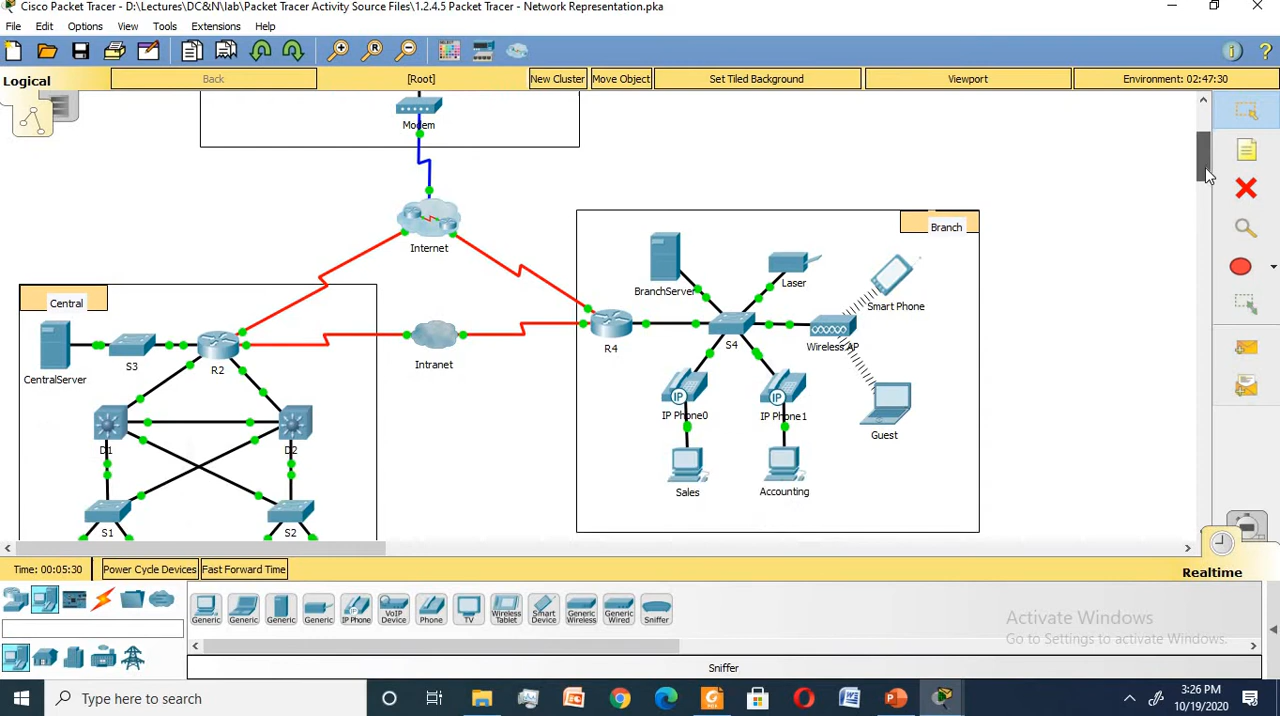 Cisco Packet Tracer - D:\Lectures\DC&N\lab\Packet Tracer Activity Source Files\1.2.4.5 Packet Tracer - Network Representation.pka
File Edit Options View Tools Extensions Help
Logical Back [Root] New Cluster Move Object Set Tiled Background Viewport Environment: 02:47:30
Modem
Internet
Branch
BranchServer
Laser
Smart Phone
Central
CentralServer
S3
R2
Intranet
R4
S4
Wireless AP
IP
IP
IP Phone0
IP Phone1
Guest
D1
D2
Sales
Accounting
S1
S2
Realtime
Time: 00:05:30 Power Cycle Devices Fast Forward Time
Generic Generic Generic Generic IP Phone VoIP Device Phone TV Wireless Tablet Smart Device Generic Wireless Generic Wired Sniffer
Activate Windows
Go to Settings to activate Windows.
Sniffer
Type here to search
3:26 PM
10/19/2020